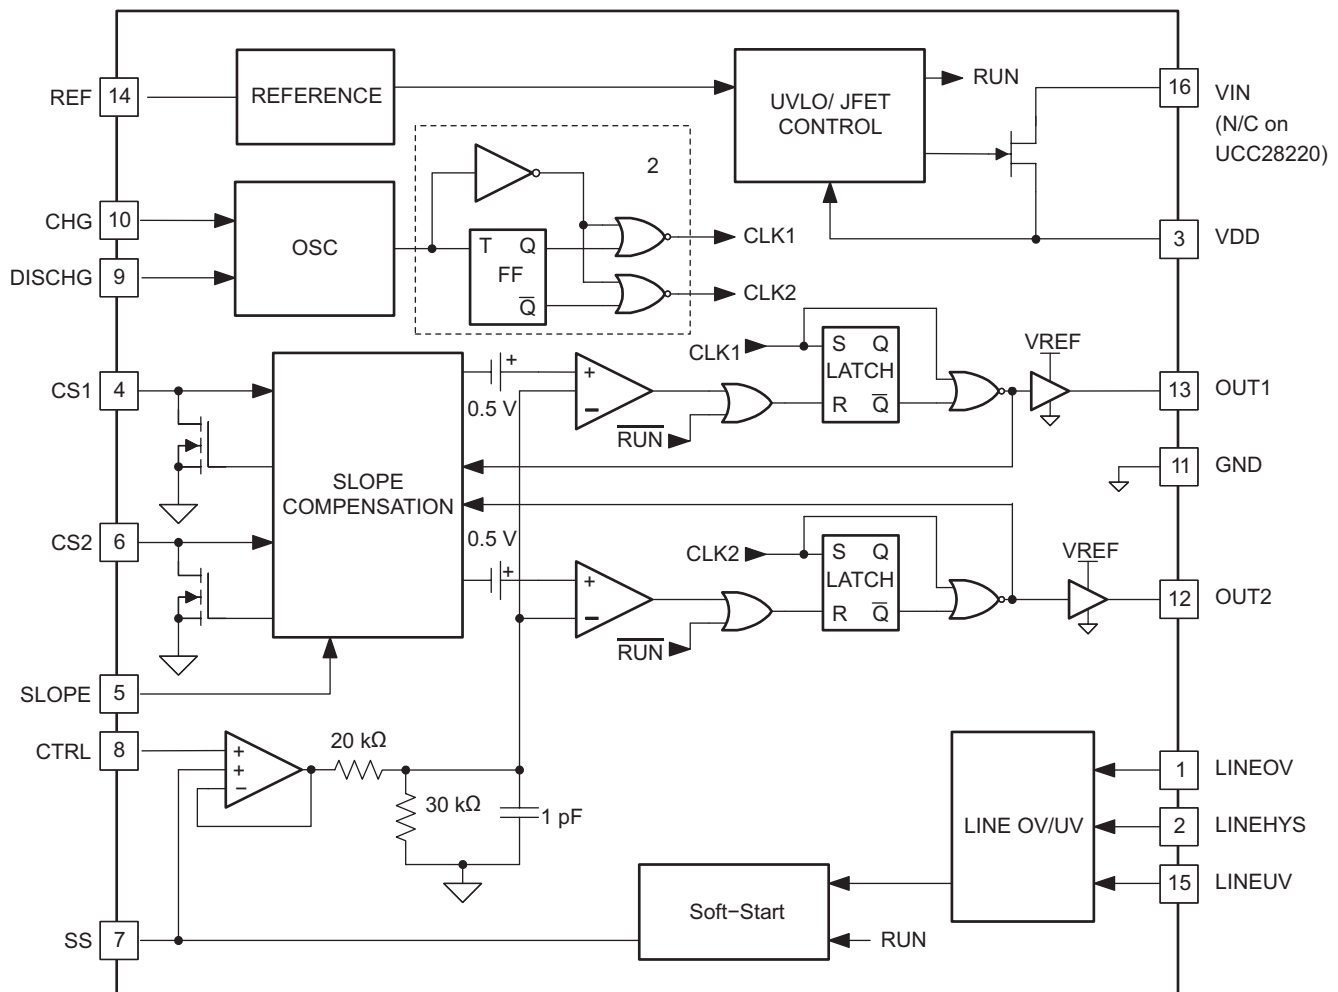 REF
14
REFERENCE
UVLO/ JFET
CONTROL
RUN
16
VIN
(N/C on
UCC28220)
2
CHG
10
OSC
DISCHG
9
T
Q
FF
Q̅
CLK1
CLK2
3
VDD
CS1
4
0.5 V
+
+
−
CLK1
R̅U̅N̅
S
Q
LATCH
R
Q̅
VREF
13
OUT1
11
GND
SLOPE
COMPENSATION
CS2
6
0.5 V
+
+
−
CLK2
R̅U̅N̅
S
Q
LATCH
R
Q̅
VREF
12
OUT2
SLOPE
5
CTRL
8
+
+
−
20 kΩ
30 kΩ
1 pF
LINE OV/UV
1
LINEOV
2
LINEHYS
15
LINEUV
Soft−Start
RUN
SS
7